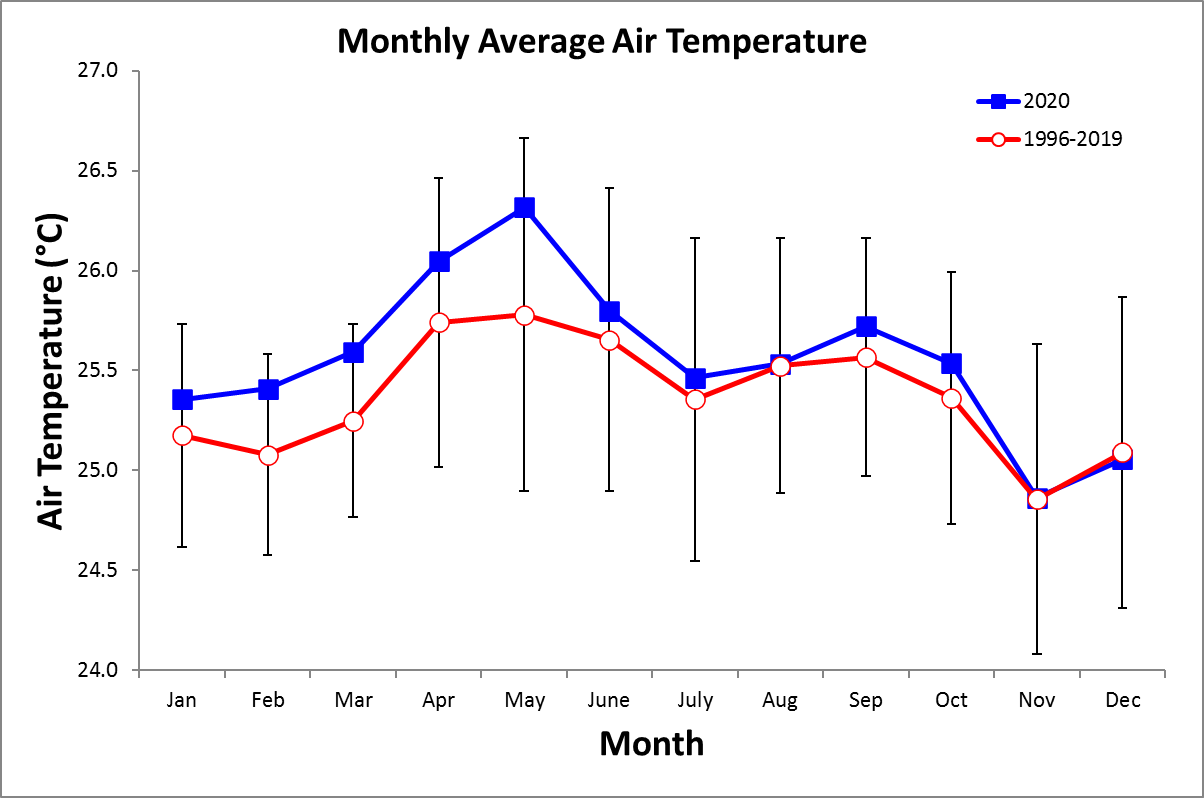 Monthly Average Air Temperature
27.0
26.5
26.0
25.5
25.0
24.5
24.0
Air Temperature (°C)
2020
1996-2019
Jan Feb Mar Apr May June July Aug Sep Oct Nov Dec
Month